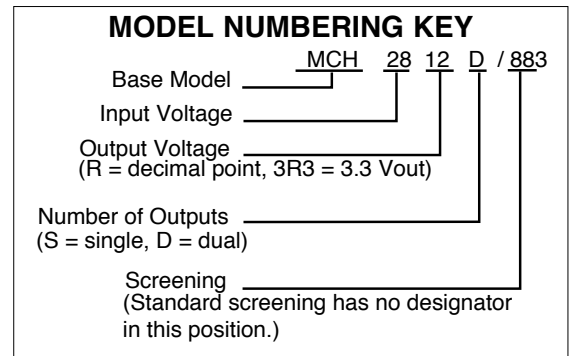 MODEL NUMBERING KEY
MCH 28 12 D / 883
Base Model
Input Voltage
Output Voltage
(R = decimal point, 3R3 = 3.3 Vout)
Number of Outputs
(S = single, D = dual)
Screening
(Standard screening has no designator
in this position.)